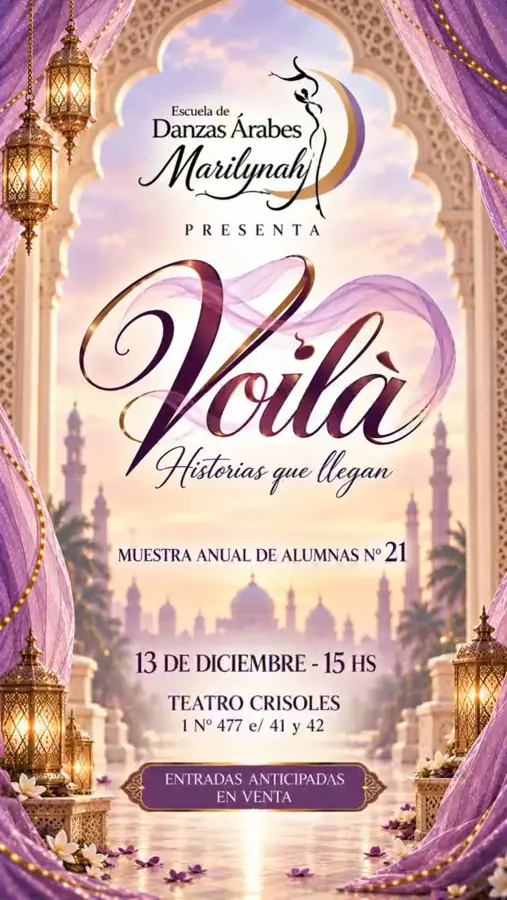 Escuela de
Danzas Árabes
Marilynah
PRESENTA
Voilà
Historias que llegan
MUESTRA ANUAL DE ALUMNAS Nº 21
13 DE DICIEMBRE - 15 HS
TEATRO CRISOLES
1 Nº 477 e/ 41 y 42
ENTRADAS ANTICIPADAS
EN VENTA